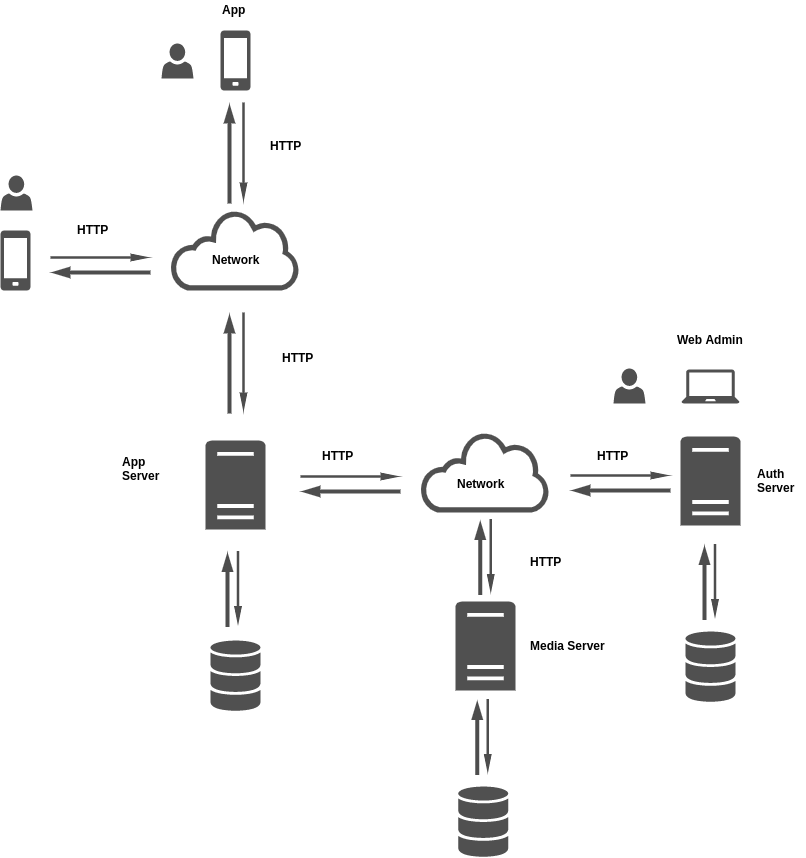 App
HTTP
HTTP
Network
HTTP
Web Admin
App
Server
HTTP
Network
HTTP
Auth
Server
HTTP
Media Server